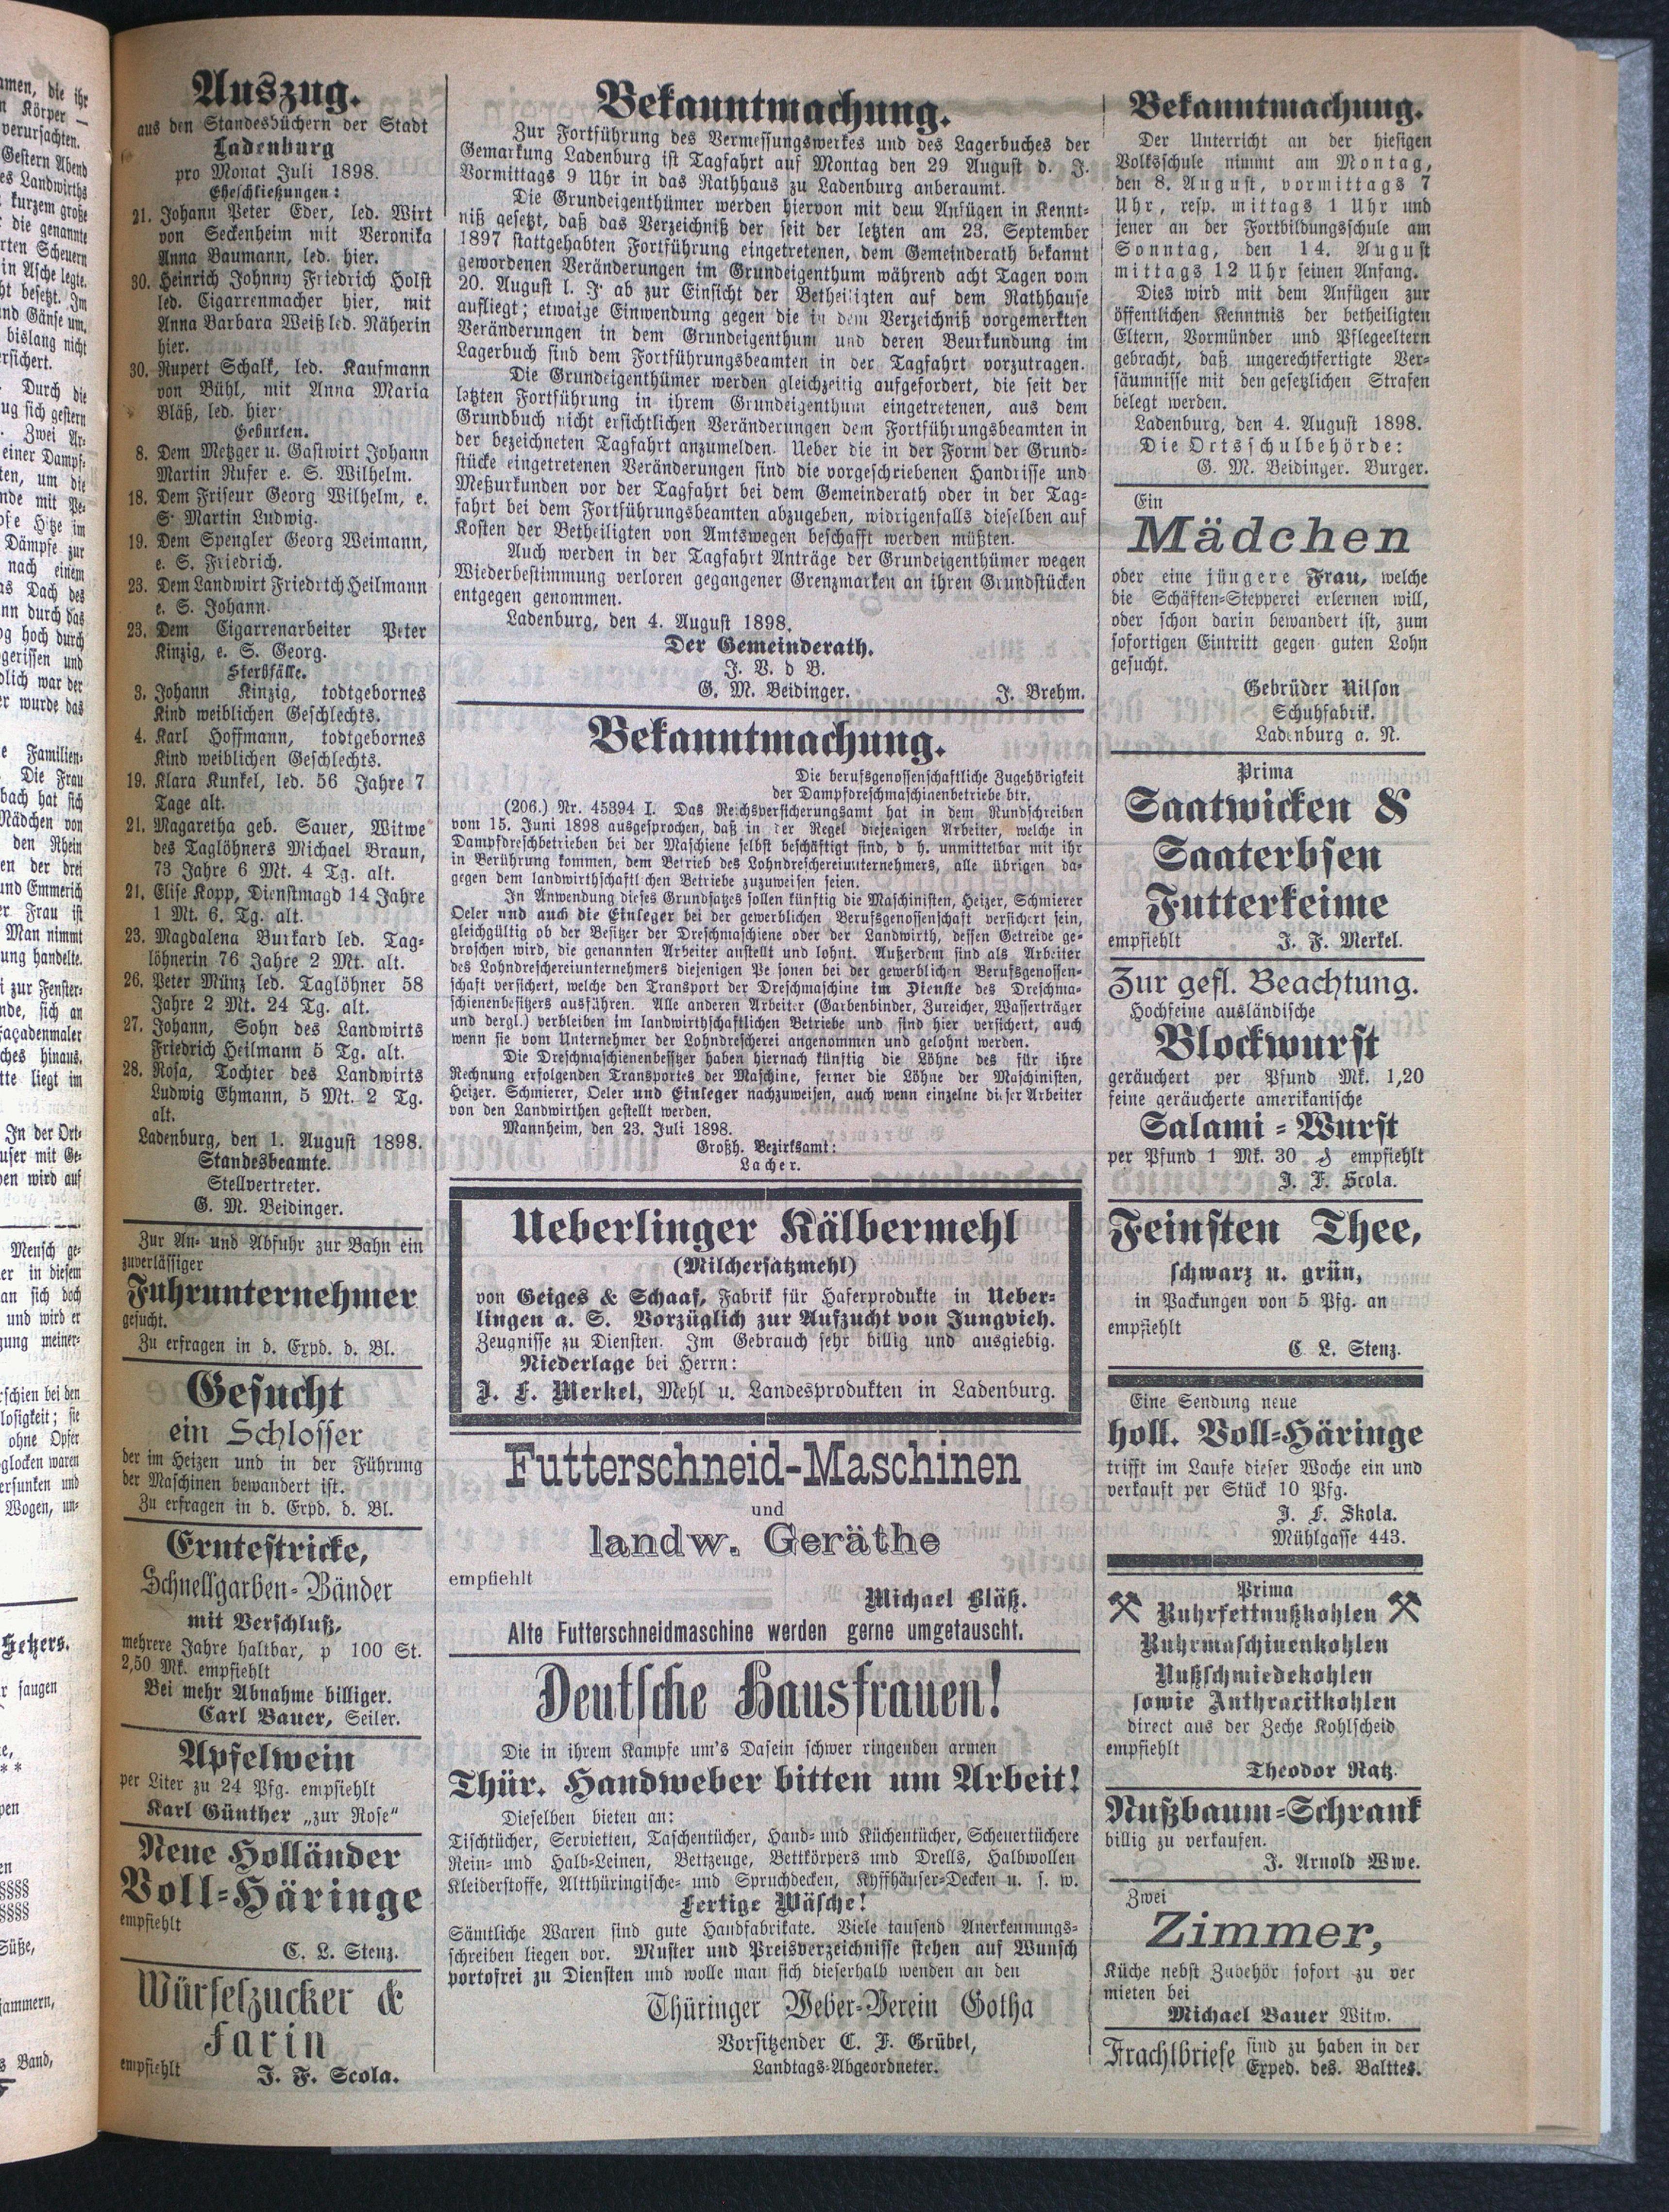 Auszug.
aus den Standesbüchern der Stadt
Ladenburg
pro Monat Juli 1898.
Eheschließungen:
21. Johann Peter Eder, led. Wirt
von Seckenheim mit Veronika
Anna Baumann, led. hier.
30. Heinrich Johnny Friedrich Holst
led. Cigarrenmacher hier, mit
Anna Barbara Weiß led. Näherin
hier.
30. Rupert Schalk, led. Kaufmann
von Bühl, mit Anna Maria
Bläß, led. hier
Geburten.
8. Dem Metzger u. Gastwirt Johann
Martin Rufer e. S. Wilhelm.
18. Dem Friseur Georg Wilhelm, e.
S. Martin Ludwig.
19. Dem Spengler Georg Weimann,
e. S. Friedrich.
23. Dem Landwirt Friedrich Heilmann
e. S. Johann.
23. Dem Cigarrenarbeiter Peter
Kinzig, e. S. Georg.
Sterbfälle.
3. Johann Kinzig, todtgebornes
Kind weiblichen Geschlechts.
4. Karl Hoffmann, todtgebornes
Kind weiblichen Geschlechts.
19. Klara Kunkel, led. 56 Jahre 7
Tage alt.
21. Magaretha geb. Sauer, Witwe
des Taglöhners Michael Braun,
73 Jahre 6 Mt. 4 Tg. alt.
21. Elise Kopp, Dienstmagd 14 Jahre
1 Mt. 6. Tg. alt.
23. Magdalena Burkard led. Tag-
löhnerin 76 Jahre 2 Mt. alt.
26. Peter Münz led. Taglöhner 58
Jahre 2 Mt. 24 Tg. alt.
27. Johann, Sohn des Landwirts
Friedrich Heilmann 5 Tg. alt.
28. Rosa, Tochter des Landwirts
Ludwig Ehmann, 5 Mt. 2 Tg.
alt.
Ladenburg, den 1. August 1898.
Standesbeamte.
Stellvertreter.
G. M. Beidinger.
Zur An- und Abfuhr zur Bahn ein
zuverlässiger
Fuhrunternehmer
gesucht.
Zu erfragen in d. Expd. d. Bl.
Gesucht
ein Schlosser
der im Heizen und in der Führung
der Maschinen bewandert ist.
Zu erfragen in d. Expd. d. Bl.
Erntestricke,
Schnellgarben-Bänder
mit Verschluß,
mehrere Jahre haltbar, p 100 St.
2,50 Mk. empfiehlt
Bei mehr Abnahme billiger.
Carl Bauer, Seiler.
Apfelwein
per Liter zu 24 Pfg. empfiehlt
Karl Günther „zur Rose“
Neue Holländer
Voll-Häringe
empfiehlt
C. L. Stenz.
Würfelzucker &
Farin
empfiehlt J. F. Scola.
Bekanntmachung.
Zur Fortführung des Vermessungswerkes und des Lagerbuches der
Gemarkung Ladenburg ist Tagfahrt auf Montag den 29 August d. J.
Vormittags 9 Uhr in das Rathhaus zu Ladenburg anberaumt.
Die Grundeigenthümer werden hiervon mit dem Anfügen in Kennt-
niß gesetzt, daß das Verzeichniß der seit der letzten am 23. September
1897 stattgehabten Fortführung eingetretenen, dem Gemeinderath bekannt
gewordenen Veränderungen im Grundeigenthum während acht Tagen vom
20. August l. J. ab zur Einsicht der Betheiligten auf dem Rathhause
aufliegt; etwaige Einwendung gegen die in dem Verzeichniß vorgemerkten
Veränderungen in dem Grundeigenthum und deren Beurkundung im
Lagerbuch sind dem Fortführungsbeamten in der Tagfahrt vorzutragen.
Die Grundeigenthümer werden gleichzeitig aufgefordert, die seit der
letzten Fortführung in ihrem Grundeigenthum eingetretenen, aus dem
Grundbuch nicht ersichtlichen Veränderungen dem Fortführungsbeamten in
der bezeichneten Tagfahrt anzumelden. Ueber die in der Form der Grund-
stücke eingetretenen Veränderungen sind die vorgeschriebenen Handrisse und
Meßurkunden vor der Tagfahrt bei dem Gemeinderath oder in der Tag-
fahrt bei dem Fortführungsbeamten abzugeben, widrigenfalls dieselben auf
Kosten der Betheiligten von Amtswegen beschafft werden müßten.
Auch werden in der Tagfahrt Anträge der Grundeigenthümer wegen
Wiederbestimmung verloren gegangener Grenzmarken an ihren Grundstücken
entgegen genommen.
Ladenburg, den 4. August 1898.
Der Gemeinderath.
J. V. d B.
G. M. Beidinger. J. Brehm.
Bekanntmachung.
Die berufsgenossenschaftliche Zugehörigkeit
der Dampfdreschmaschinenbetriebe btr.
(206.) Nr. 45394 I. Das Reichsversicherungsamt hat in dem Rundschreiben
vom 15. Juni 1898 ausgesprochen, daß in der Regel diejenigen Arbeiter, welche in
Dampfdreschbetrieben bei der Maschiene selbst beschäftigt sind, d h. unmittelbar mit ihr
in Berührung kommen, dem Betrieb des Lohndreschereiunternehmers, alle übrigen da-
gegen dem landwirthschaftl chen Betriebe zuzuweisen seien.
In Anwendung dieses Grundsatzes sollen künftig die Maschinisten, Heizer, Schmierer
Oeler und auch die Einleger bei der gewerblichen Berufsgenossenschaft versichert sein,
gleichgültig ob der Besitzer der Dreschmaschiene oder der Landwirth, dessen Getreide ge-
droschen wird, die genannten Arbeiter anstellt und lohnt. Außerdem sind als Arbeiter
des Lohndreschereiunternehmers diejenigen Pe sonen bei der gewerblichen Berufsgenossen-
schaft versichert, welche den Transport der Dreschmaschine im Dienste des Dreschma-
schienenbesitzers ausführen. Alle anderen Arbeiter (Garbenbinder, Zureicher, Wasserträger
und dergl.) verbleiben im landwirthschaftlichen Betriebe und sind hier versichert, auch
wenn sie vom Unternehmer der Lohndrescherei angenommen und gelohnt werden.
Die Dreschmaschienenbesitzer haben hiernach künftig die Löhne des für ihre
Rechnung erfolgenden Transportes der Maschine, ferner die Löhne der Maschinisten,
Heizer. Schmierer, Oeler und Einleger nachzuweisen, auch wenn einzelne dieser Arbeiter
von den Landwirthen gestellt werden.
Mannheim, den 23. Juli 1898.
Großh. Bezirksamt:
Lacher.
Ueberlinger Kälbermehl
(Milchersatzmehl)
von Geiges & Schaaf, Fabrik für Haferprodukte in Ueber-
lingen a. S. Vorzüglich zur Aufzucht von Jungvieh.
Zeugnisse zu Diensten. Im Gebrauch sehr billig und ausgiebig.
Niederlage bei Herrn:
J. F. Merkel, Mehl u. Landesprodukten in Ladenburg.
Futterschneid-Maschinen
und
landw. Geräthe
empfiehlt
Michael Bläß.
Alte Futterschneidmaschine werden gerne umgetauscht.
Deutsche Hausfrauen!
Die in ihrem Kampfe um's Dasein schwer ringenden armen
Thür. Handweber bitten um Arbeit!
Dieselben bieten an:
Tischtücher, Servietten, Taschentücher, Hand- und Küchentücher, Scheuertüchere
Rein- und Halb-Leinen, Bettzeuge, Bettkörpers und Drells, Halbwollen
Kleiderstoffe, Altthüringische- und Spruchdecken, Kyffhäuser-Decken u. s. w.
Fertige Wäsche!
Sämtliche Waren sind gute Handfabrikate. Viele tausend Anerkennungs-
schreiben liegen vor. Muster und Preisverzeichnisse stehen auf Wunsch
portofrei zu Diensten und wolle man sich dieserhalb wenden an den
Thüringer Weber-Verein Gotha
Vorsitzender C. F. Grübel,
Landtags-Abgeordneter.
Bekanntmachung.
Der Unterricht an der hiesigen
Volksschule nimmt am Montag,
den 8. August, vormittags 7
Uhr, resp. mittags 1 Uhr und
jener an der Fortbildungsschule am
Sonntag, den 14. August
mittags 12 Uhr seinen Anfang.
Dies wird mit dem Anfügen zur
öffentlichen Kenntnis der betheiligten
Eltern, Vormünder und Pflegeeltern
gebracht, daß ungerechtfertigte Ver-
säumnisse mit den gesetzlichen Strafen
belegt werden.
Ladenburg, den 4. August 1898.
Die Ortsschulbehörde:
G. M. Beidinger. Burger.
Ein
Mädchen
oder eine jüngere Frau, welche
die Schäften-Stepperei erlernen will,
oder schon darin bewandert ist, zum
sofortigen Eintritt gegen guten Lohn
gesucht.
Gebrüder Nilson
Schuhfabrik.
Ladenburg a. N.
Prima
Saatwicken &
Saaterbsen
Futterkeime
empfiehlt J. F. Merkel.
Zur gefl. Beachtung.
Hochfeine ausländische
Blockwurst
geräuchert per Pfund Mk. 1,20
feine geräucherte amerikanische
Salami-Wurst
per Pfund 1 Mk. 30 ₰ empfiehlt
J. F. Scola.
Feinsten Thee,
schwarz u. grün,
in Packungen von 5 Pfg. an
empfiehlt
C. L. Stenz.
Eine Sendung neue
holl. Voll-Häringe
trifft im Laufe dieser Woche ein und
verkauft per Stück 10 Pfg.
J. F. Skola.
Mühlgasse 443.
Prima
Ruhrfettnußkohlen
Ruhrmaschinenkohlen
Nußschmiedekohlen
sowie Anthracitkohlen
direct aus der Zeche Kohlscheid
empfiehlt
Theodor Ratz.
Nußbaum-Schrank
billig zu verkaufen.
J. Arnold Wwe.
Zwei
Zimmer,
Küche nebst Zubehör sofort zu ver
mieten bei
Michael Bauer Witw.
Frachtbriefe sind zu haben in der
Exped. des. Balttes.